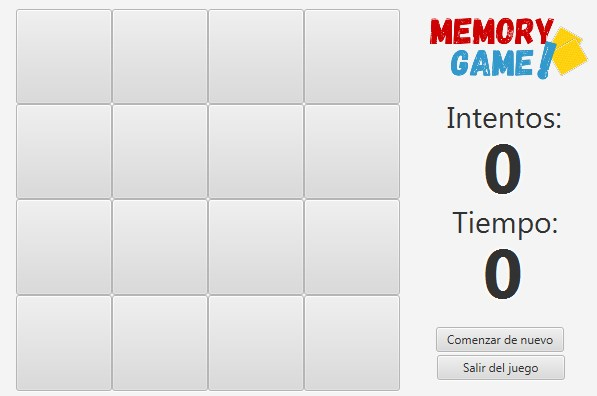 MEMORY
GAME!
Intentos:
0
Tiempo:
0
Comenzar de nuevo
Salir del juego